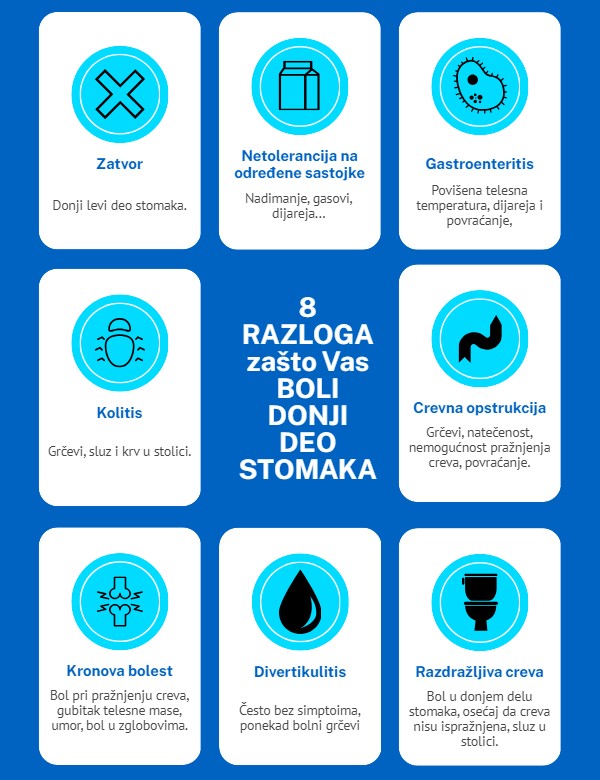 Zatvor
Donji levi deo stomaka.
Netolerancija na
određene sastojke
Nadimanje, gasovi,
dijareja...
Gastroenteritis
Povišena telesna
temperatura, dijareja i
povraćanje,
Kolitis
Grčevi, sluz i krv u stolici.
8
RAZLOGA
zašto Vas
BOLI
DONJI
DEO
STOMAKA
Crevna opstrukcija
Grčevi, natečenost,
nemogućnost pražnjenja
creva, povraćanje.
Kronova bolest
Bol pri pražnjenju creva,
gubitak telesne mase,
umor, bol u zglobovima.
Divertikulitis
Često bez simptoima,
ponekad bolni grčevi
Razdražljiva creva
Bol u donjem delu
stomaka, osećaj da creva
nisu ispražnjena, sluz u
stolici.